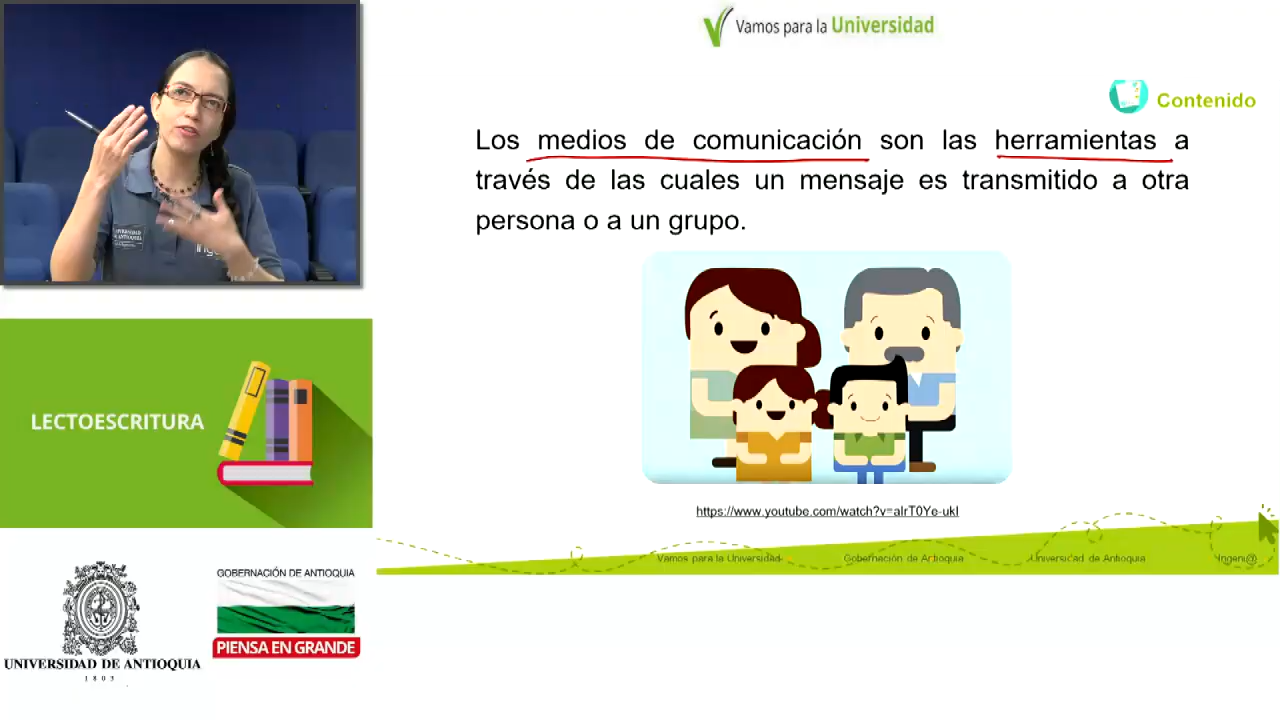 Vamos para la Universidad
Contenido
Los medios de comunicación son las herramientas a
través de las cuales un mensaje es transmitido a otra
persona o a un grupo.
https://www.youtube.com/watch?v=alrT0Ye-ukI
Vamos para la Universidad
Gobernación de Antioquia
Universidad de Antioquia
Ingeni@
LECTOESCRITURA
UNIVERSIDAD DE ANTIOQUIA
1803
GOBERNACIÓN DE ANTIOQUIA
PIENSA EN GRANDE